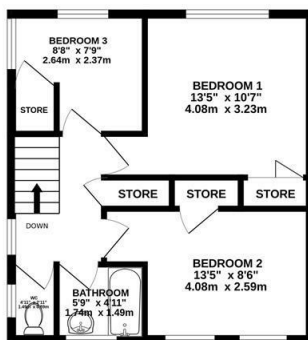 BEDROOM 3
8'8" x 7'9"
2.64m x 2.37m
BEDROOM 1
13'5" x 10'7"
4.08m x 3.23m
STORE
STORE
STORE
STORE
DOWN
BEDROOM 2
13'5" x 8'6"
4.08m x 2.59m
BATHROOM
5'9" x 4'11"
1.74m x 1.49m
WC